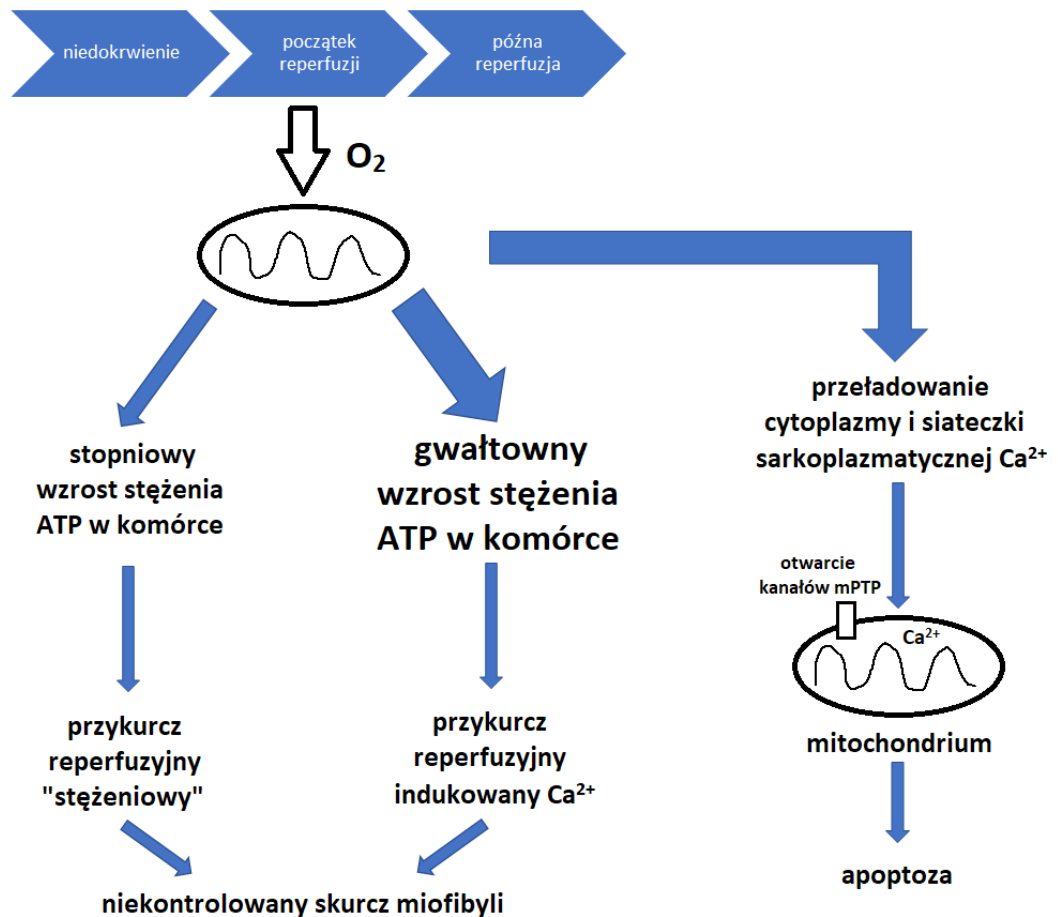 niedokrwienie
początek
reperfuzji
późna
reperfuzja
O₂
stopniowy
wzrost stężenia
ATP w komórce
gwałtowny
wzrost stężenia
ATP w komórce
przeładowanie
cytoplazmy i siateczki
sarkoplazmatycznej Ca²⁺
otwarcie
kanałów mPTP
Ca²⁺
mitochondrium
przykurcz
reperfuzyjny
"stężeniowy"
przykurcz
reperfuzyjny
indukowany Ca²⁺
apoptoza
niekontrolowany skurcz miofibyli